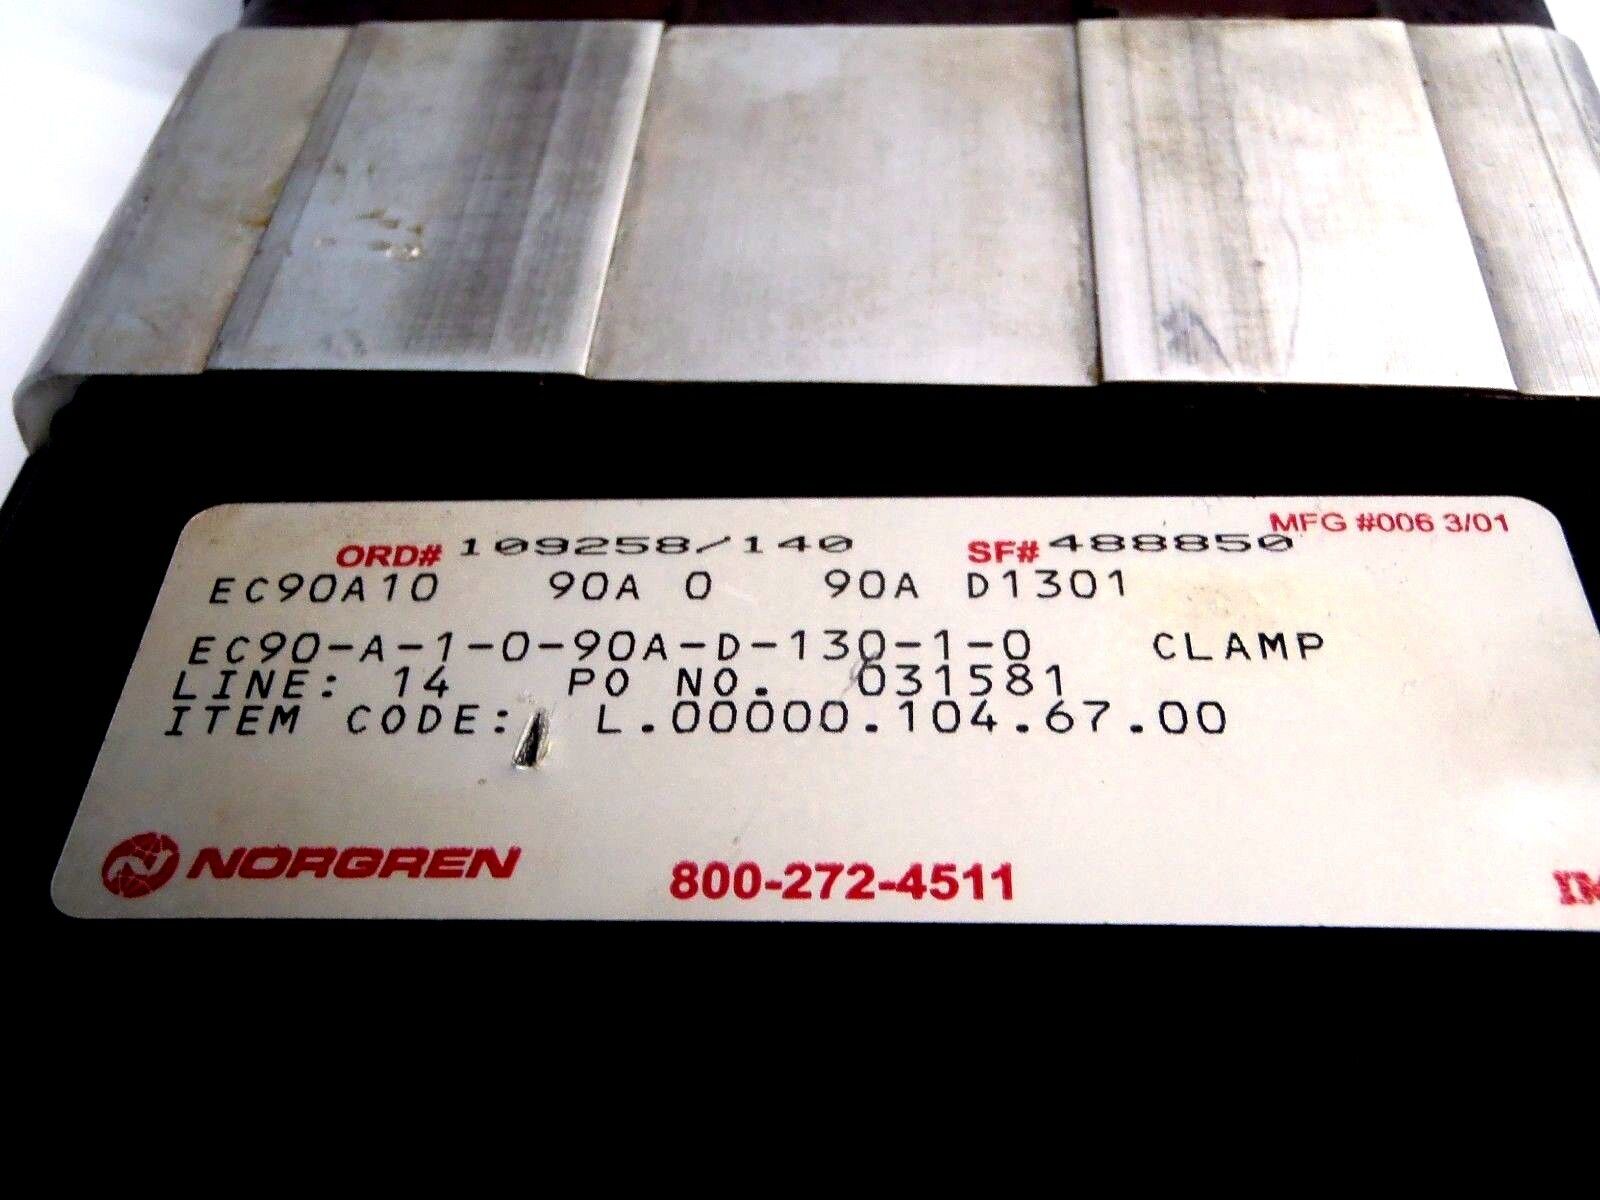 MFG #006 3/01
ORD# 109258/140 SF# 488850
EC90A10 90A 0 90A D1301
EC90-A-1-0-90A-D-130-1-0 CLAMP
LINE: 14 PO NO. 031581
ITEM CODE: L.00000.104.67.00
NORGREN 800-272-4511